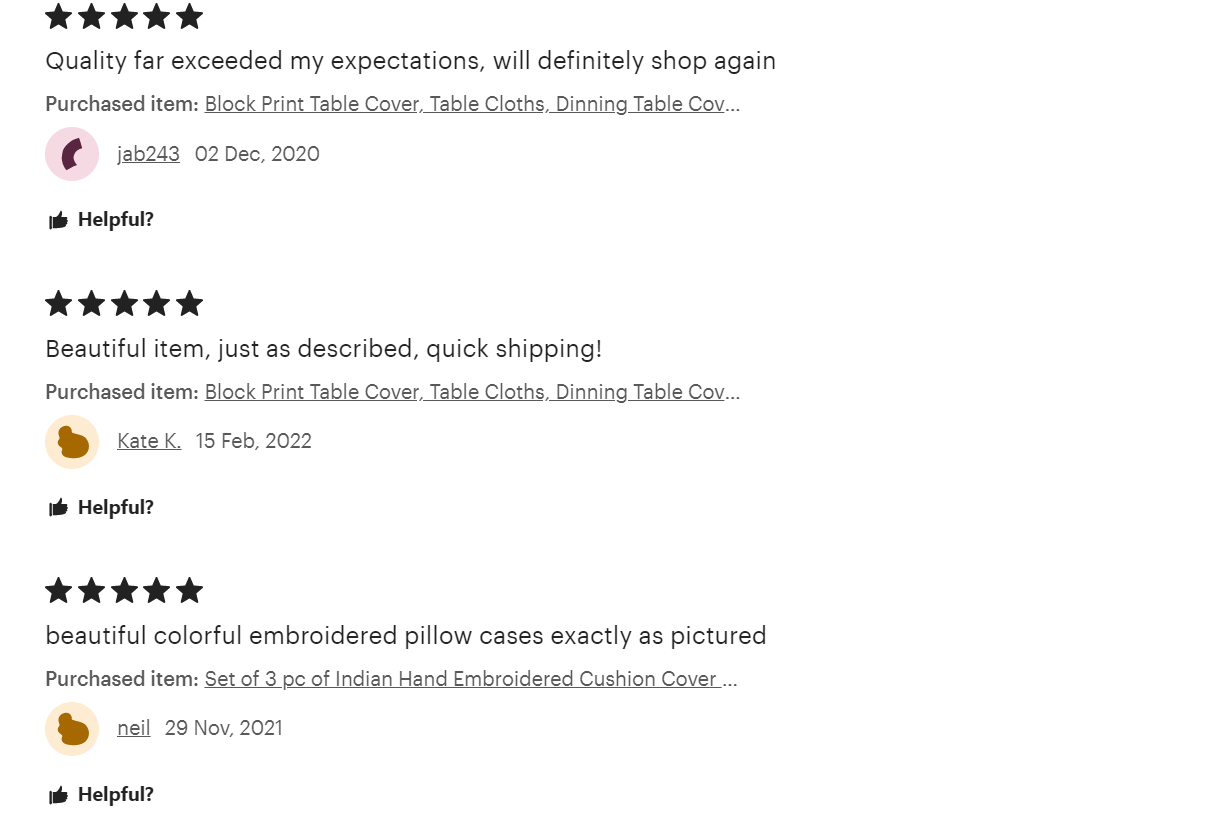 Quality far exceeded my expectations, will definitely shop again
Purchased item: Block Print Table Cover, Table Cloths, Dinning Table Cov...
jab243 02 Dec, 2020
Helpful?
Beautiful item, just as described, quick shipping!
Purchased item: Block Print Table Cover, Table Cloths, Dinning Table Cov...
Kate K. 15 Feb, 2022
Helpful?
beautiful colorful embroidered pillow cases exactly as pictured
Purchased item: Set of 3 pc of Indian Hand Embroidered Cushion Cover ...
neil 29 Nov, 2021
Helpful?